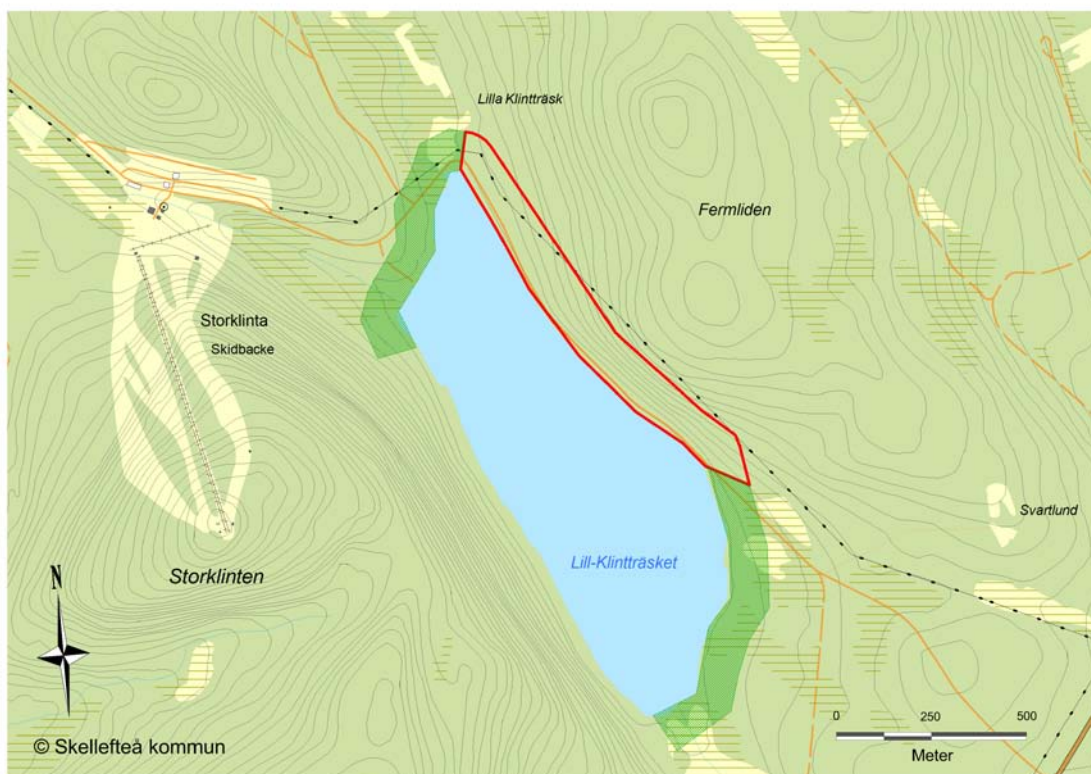 Lilla Klintträsk
Fermliden
Storklinta
Skidbacke
Svartlund
Lill-Klintträsket
Storklinten
N
0 250 500
Meter
© Skellefteå kommun